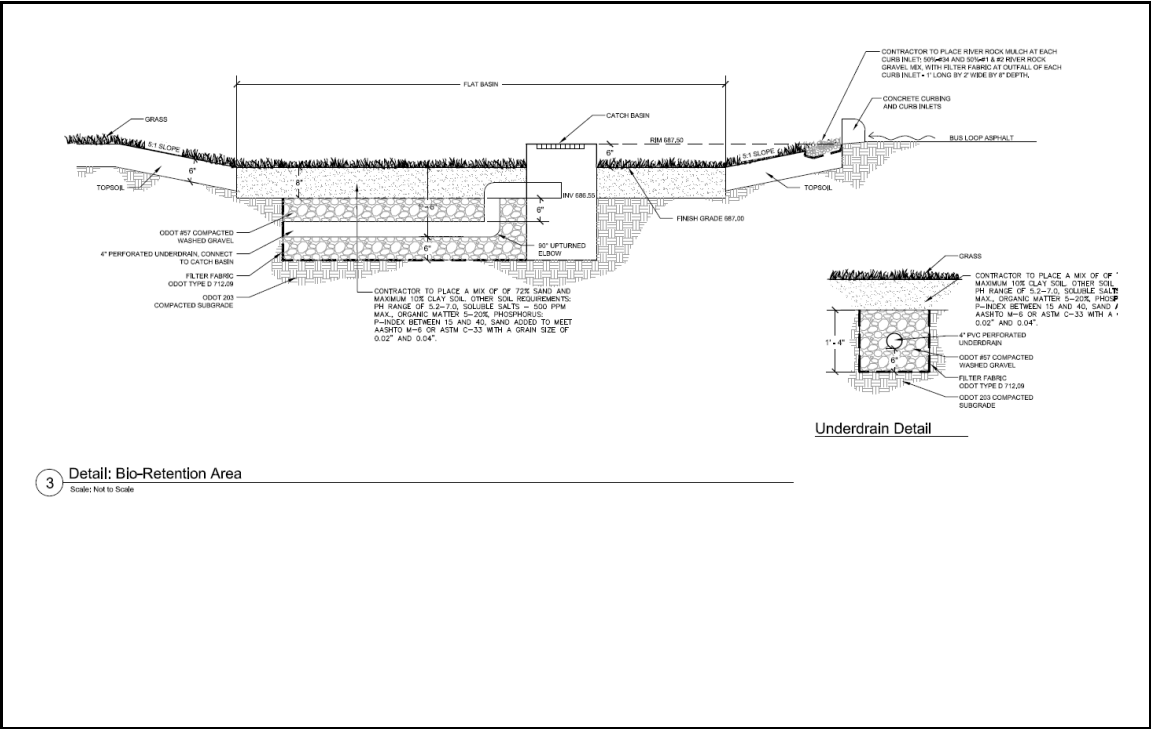 CONTRACTOR TO PLACE RIVER ROCK MULCH AT EACH
CURB INLET: 50%-#34 AND 50%-#1 & #2 RIVER ROCK
GRAVEL MIX, WITH FILTER FABRIC AT OUTFALL OF EACH
CURB INLET - 1' LONG BY 2' WIDE BY 8" DEPTH.
FLAT BASIN
CONCRETE CURBING
AND CURB INLETS
GRASS
CATCH BASIN
RIM 687.50
BUS LOOP ASPHALT
5:1 SLOPE
6"
6"
5:1 SLOPE
8"
TOPSOIL
TOPSOIL
INV 686.55
6"
FINISH GRADE 687.00
ODOT #57 COMPACTED
WASHED GRAVEL
4" PERFORATED UNDERDRAIN, CONNECT
TO CATCH BASIN
6"
90° UPTURNED
ELBOW
FILTER FABRIC
ODOT TYPE D 712.09
ODOT 203
COMPACTED SUBGRADE
CONTRACTOR TO PLACE A MIX OF OF 72% SAND AND
MAXIMUM 10% CLAY SOIL. OTHER SOIL REQUIREMENTS:
PH RANGE OF 5.2-7.0, SOLUBLE SALTS - 500 PPM
MAX., ORGANIC MATTER 5-20%, PHOSPHORUS:
P-INDEX BETWEEN 15 AND 40, SAND ADDED TO MEET
AASHTO M-6 OR ASTM C-33 WITH A GRAIN SIZE OF
0.02" AND 0.04".
GRASS
CONTRACTOR TO PLACE A MIX OF OF
MAXIMUM 10% CLAY SOIL. OTHER SOIL
PH RANGE OF 5.2-7.0, SOLUBLE SALTS
MAX., ORGANIC MATTER 5-20%, PHOSP
P-INDEX BETWEEN 15 AND 40, SAND
AASHTO M-6 OR ASTM C-33 WITH A
0.02" AND 0.04".
1' - 4"
6"
4" PVC PERFORATED
UNDERDRAIN
ODOT #57 COMPACTED
WASHED GRAVEL
FILTER FABRIC
ODOT TYPE D 712.09
ODOT 203 COMPACTED
SUBGRADE
Underdrain Detail
3
Detail: Bio-Retention Area
Scale: Not to Scale